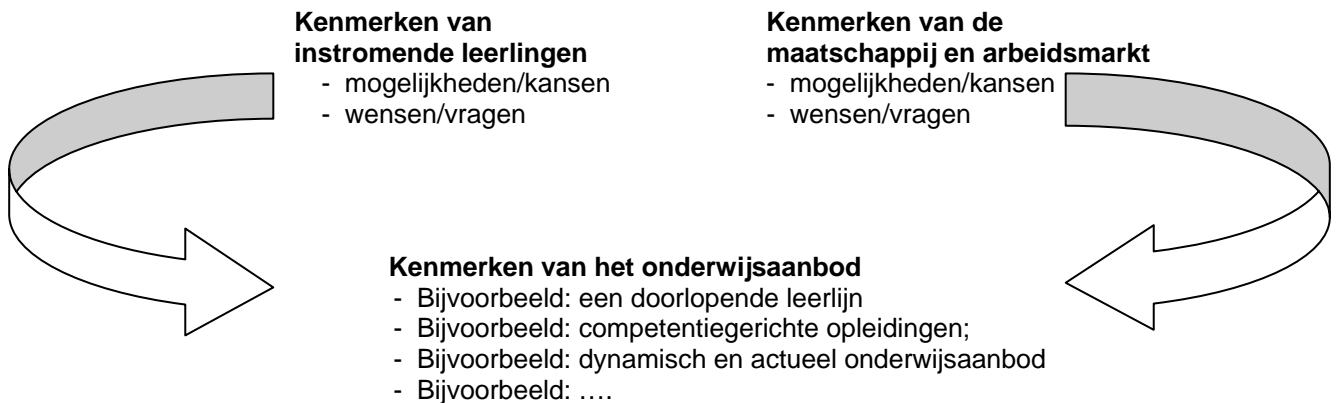 Kenmerken van
instromende leerlingen
- mogelijkheden/kansen
- wensen/vragen
Kenmerken van de
maatschappij en arbeidsmarkt
- mogelijkheden/kansen
- wensen/vragen
Kenmerken van het onderwijsaanbod
- Bijvoorbeeld: een doorlopende leerlijn
- Bijvoorbeeld: competentiegerichte opleidingen;
- Bijvoorbeeld: dynamisch en actueel onderwijsaanbod
- Bijvoorbeeld: ….